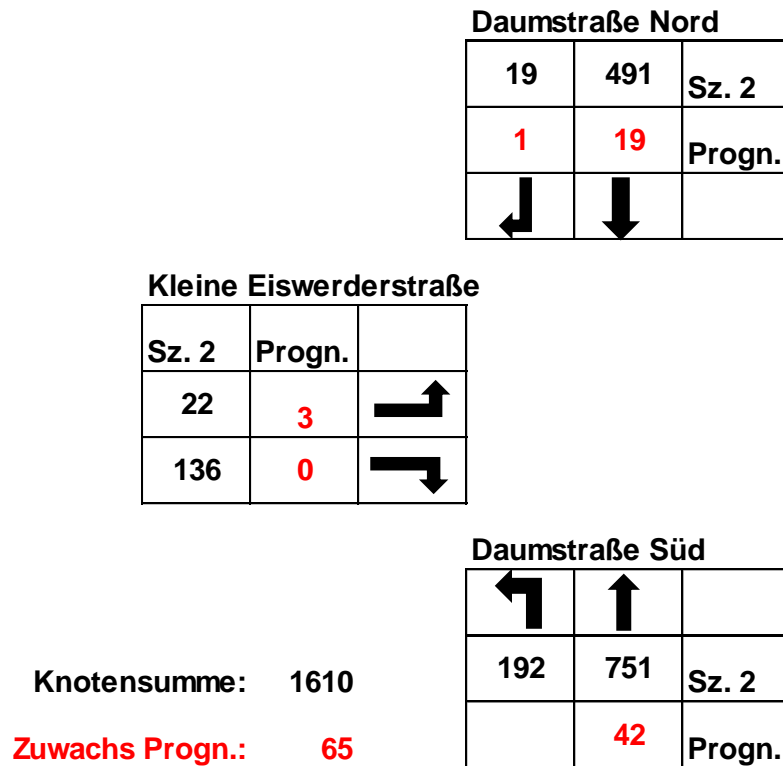 Daumstraße Nord
19 491 Sz. 2
1 19 Progn.
Kleine Eiswerderstraße
Sz. 2 Progn.
22 3
136 0
Daumstraße Süd
192 751 Sz. 2
Knotensumme: 1610
42 Progn.
Zuwachs Progn.: 65